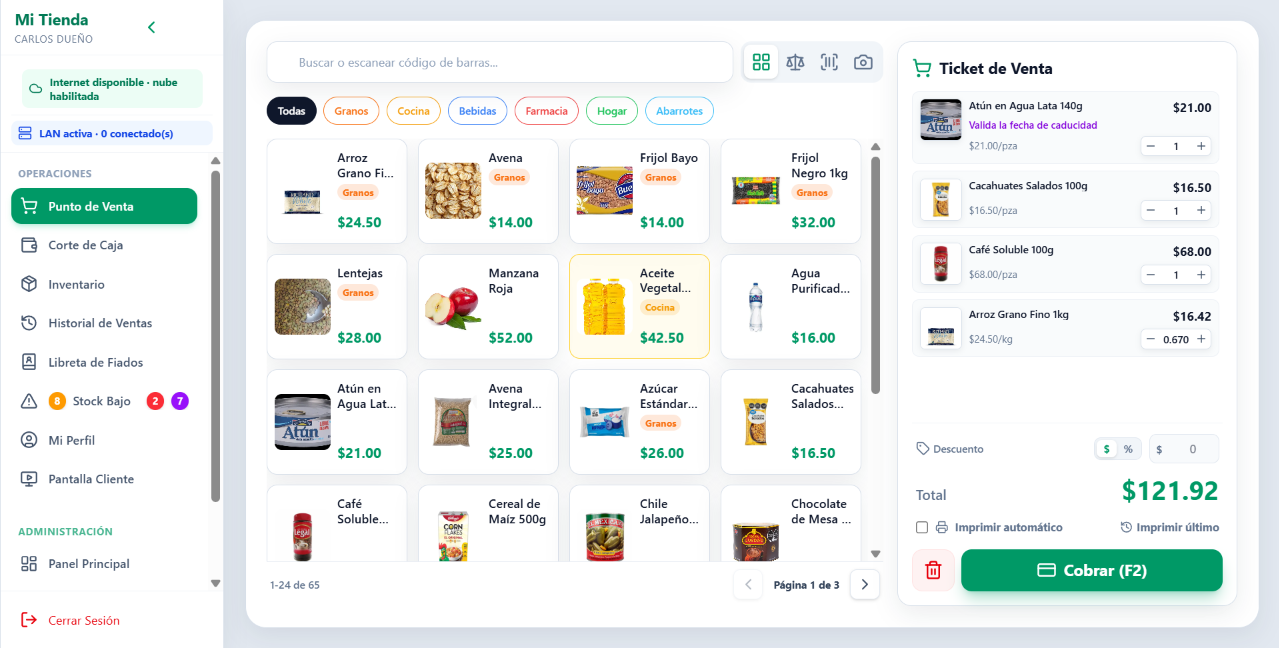 Mi Tienda
CARLOS DUEÑO
Internet disponible · nube
habilitada
LAN activa · 0 conectado(s)
OPERACIONES
Punto de Venta
Corte de Caja
Inventario
Historial de Ventas
Libreta de Fiados
8 Stock Bajo 2 7
Mi Perfil
Pantalla Cliente
ADMINISTRACIÓN
Panel Principal
Cerrar Sesión
Buscar o escanear código de barras...
Todas Granos Cocina Bebidas Farmacia Hogar Abarrotes
Arroz
Grano Fi...
Granos
$24.50
Avena
Granos
$14.00
Frijol Bayo
Granos
$14.00
Frijol
Negro 1kg
Granos
$32.00
Lentejas
Granos
$28.00
Manzana
Roja
$52.00
Aceite
Vegetal...
Cocina
$42.50
Agua
Purificad...
$16.00
Atún
Atún en
Agua Lat...
$21.00
Avena
Integral...
$25.00
Azúcar
Estándar...
Granos
$26.00
Cacahuates
Salados...
$16.50
Café
Soluble...
Cereal de
Maíz 500g
Chile
Jalapeño...
Chocolate
de Mesa ...
1-24 de 65
Página 1 de 3
Ticket de Venta
Atún
Atún en Agua Lata 140g
$21.00
Valida la fecha de caducidad
$21.00/pza
− 1 +
Cacahuates Salados 100g
$16.50
$16.50/pza
− 1 +
Café Soluble 100g
$68.00
$68.00/pza
− 1 +
Arroz Grano Fino 1kg
$16.42
$24.50/kg
− 0.670 +
Descuento
$ %
$ 0
Total
$121.92
Imprimir automático
Imprimir último
Cobrar (F2)